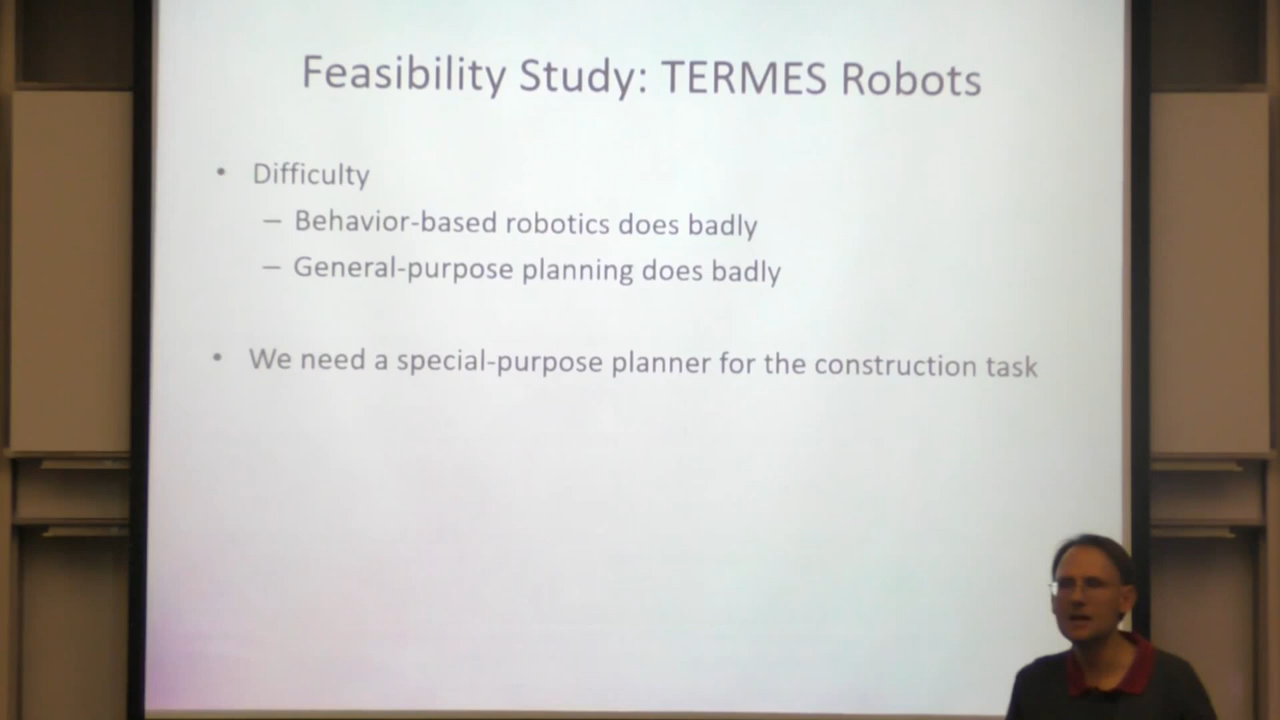 Feasibility Study: TERMES Robots
• Difficulty
– Behavior-based robotics does badly
– General-purpose planning does badly
• We need a special-purpose planner for the construction task